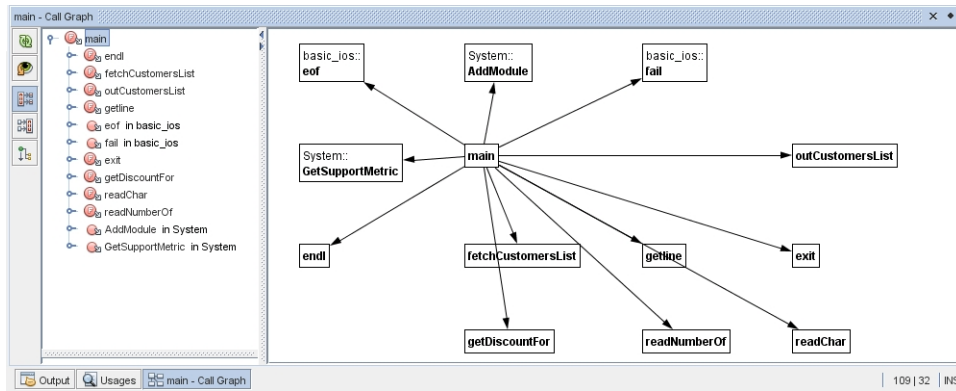 main - Call Graph
main
endl
fetchCustomersList
outCustomersList
getline
eof in basic_ios
fail in basic_ios
exit
getDiscountFor
readChar
readNumberOf
AddModule in System
GetSupportMetric in System
basic_ios::
eof
System::
AddModule
basic_ios::
fail
System::
GetSupportMetric
main
outCustomersList
endl
fetchCustomersList
getline
exit
getDiscountFor
readNumberOf
readChar
Output
Usages
main - Call Graph
109 | 32
INS